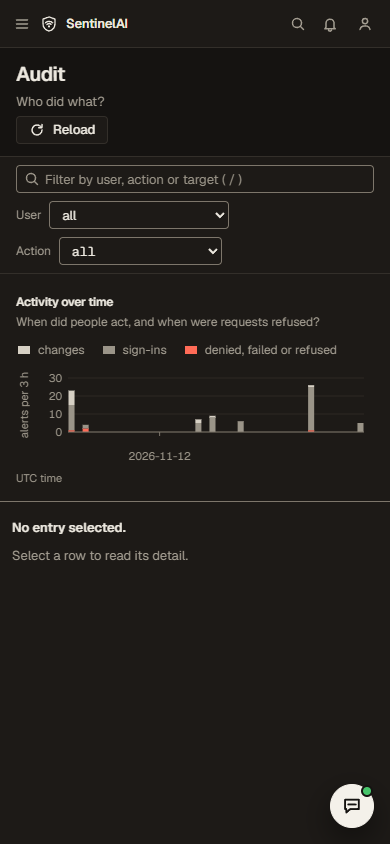 SentinelAI
Audit
Who did what?
Reload
Filter by user, action or target ( / )
User all
Action all
Activity over time
When did people act, and when were requests refused?
changes sign-ins denied, failed or refused
alerts per 3 h
30
20
10
0
2026-11-12
UTC time
No entry selected.
Select a row to read its detail.